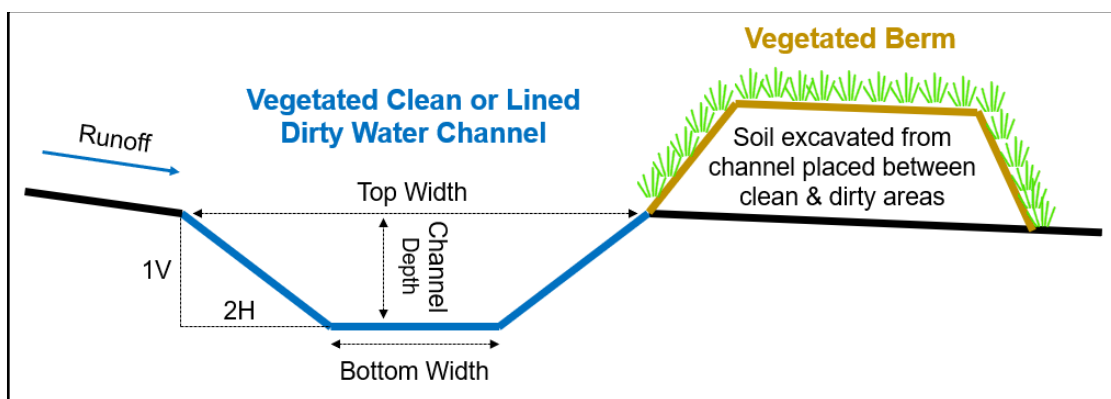 Vegetated Berm
Vegetated Clean or Lined
Dirty Water Channel
Runoff
Soil excavated from
channel placed between
clean & dirty areas
Top Width
Channel
Depth
1V
2H
Bottom Width